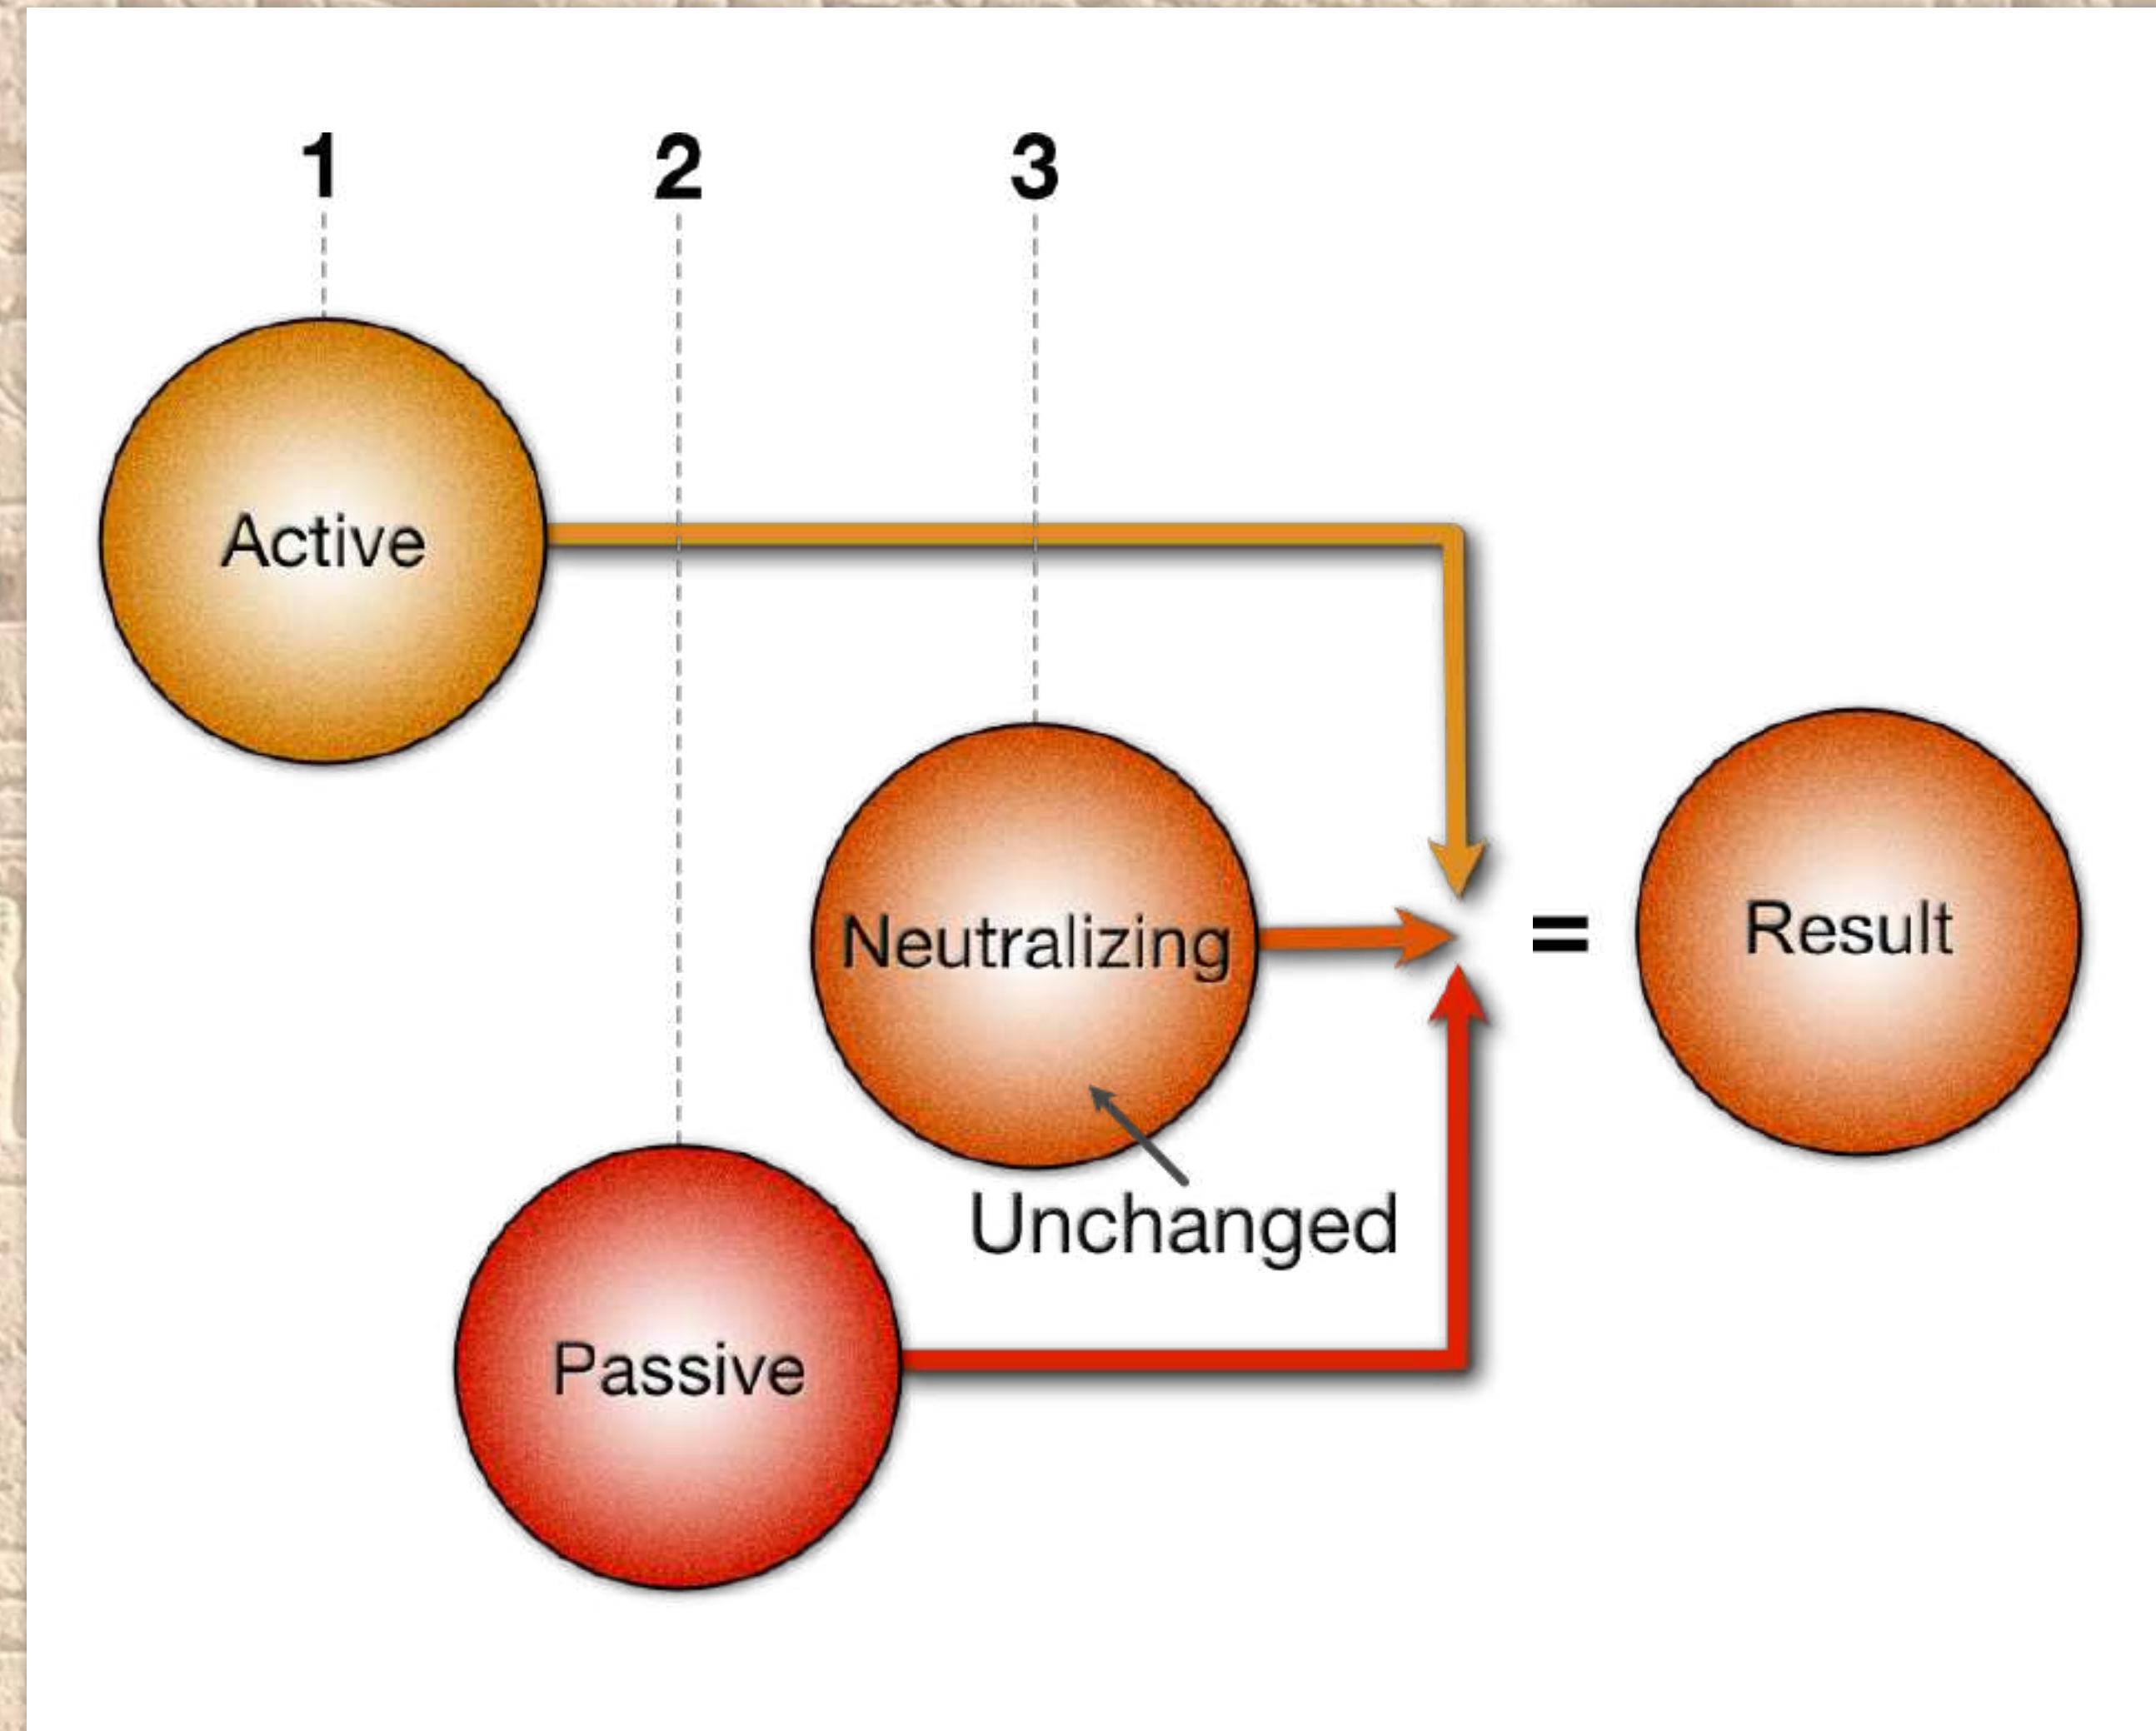 1 2 3
Active
Neutralizing
=
Result
Unchanged
Passive